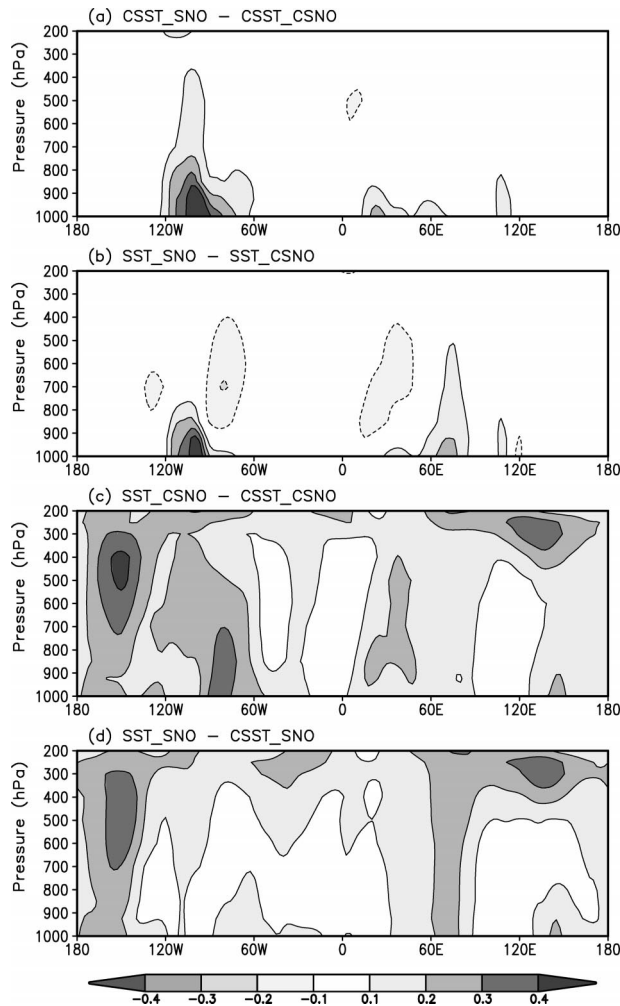 (a) CSST_SNO – CSST_CSNO
Pressure (hPa)
200
300
400
500
600
700
800
900
1000
180 120W 60W 0 60E 120E 180
(b) SST_SNO – SST_CSNO
Pressure (hPa)
200
300
400
500
600
700
800
900
1000
180 120W 60W 0 60E 120E 180
(c) SST_CSNO – CSST_CSNO
Pressure (hPa)
200
300
400
500
600
700
800
900
1000
180 120W 60W 0 60E 120E 180
(d) SST_SNO – CSST_SNO
Pressure (hPa)
200
300
400
500
600
700
800
900
1000
180 120W 60W 0 60E 120E 180
−0.4 −0.3 −0.2 −0.1 0.1 0.2 0.3 0.4